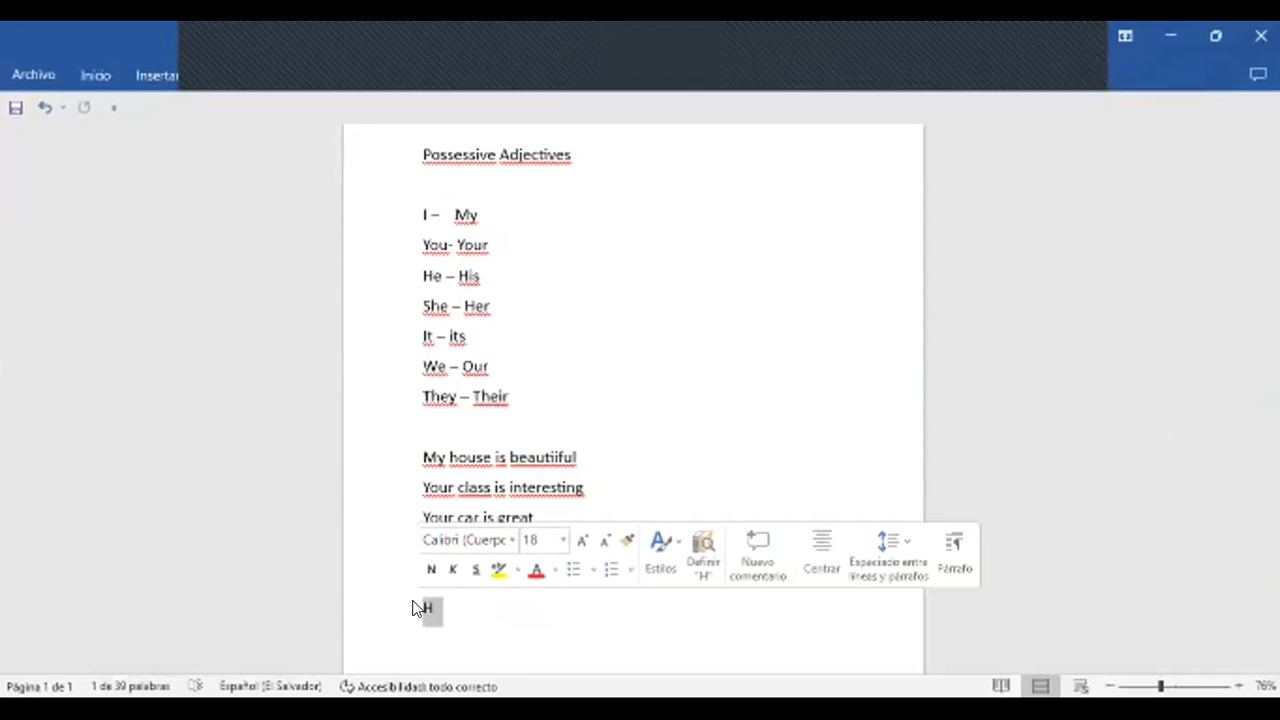 Archivo Inicio Insertar
Possessive Adjectives
I – My
You- Your
He – His
She – Her
It – its
We – Our
They – Their
My house is beautiiful
Your class is interesting
Your car is great
Calibri (Cuerpc 18
N K S Estilos Definir "H" Nuevo comentario Centrar Espaciado entre líneas y párrafos Párrafo
H
Página 1 de 1 1 de 39 palabras Español (El Salvador) Accesibilidad: todo correcto 76%